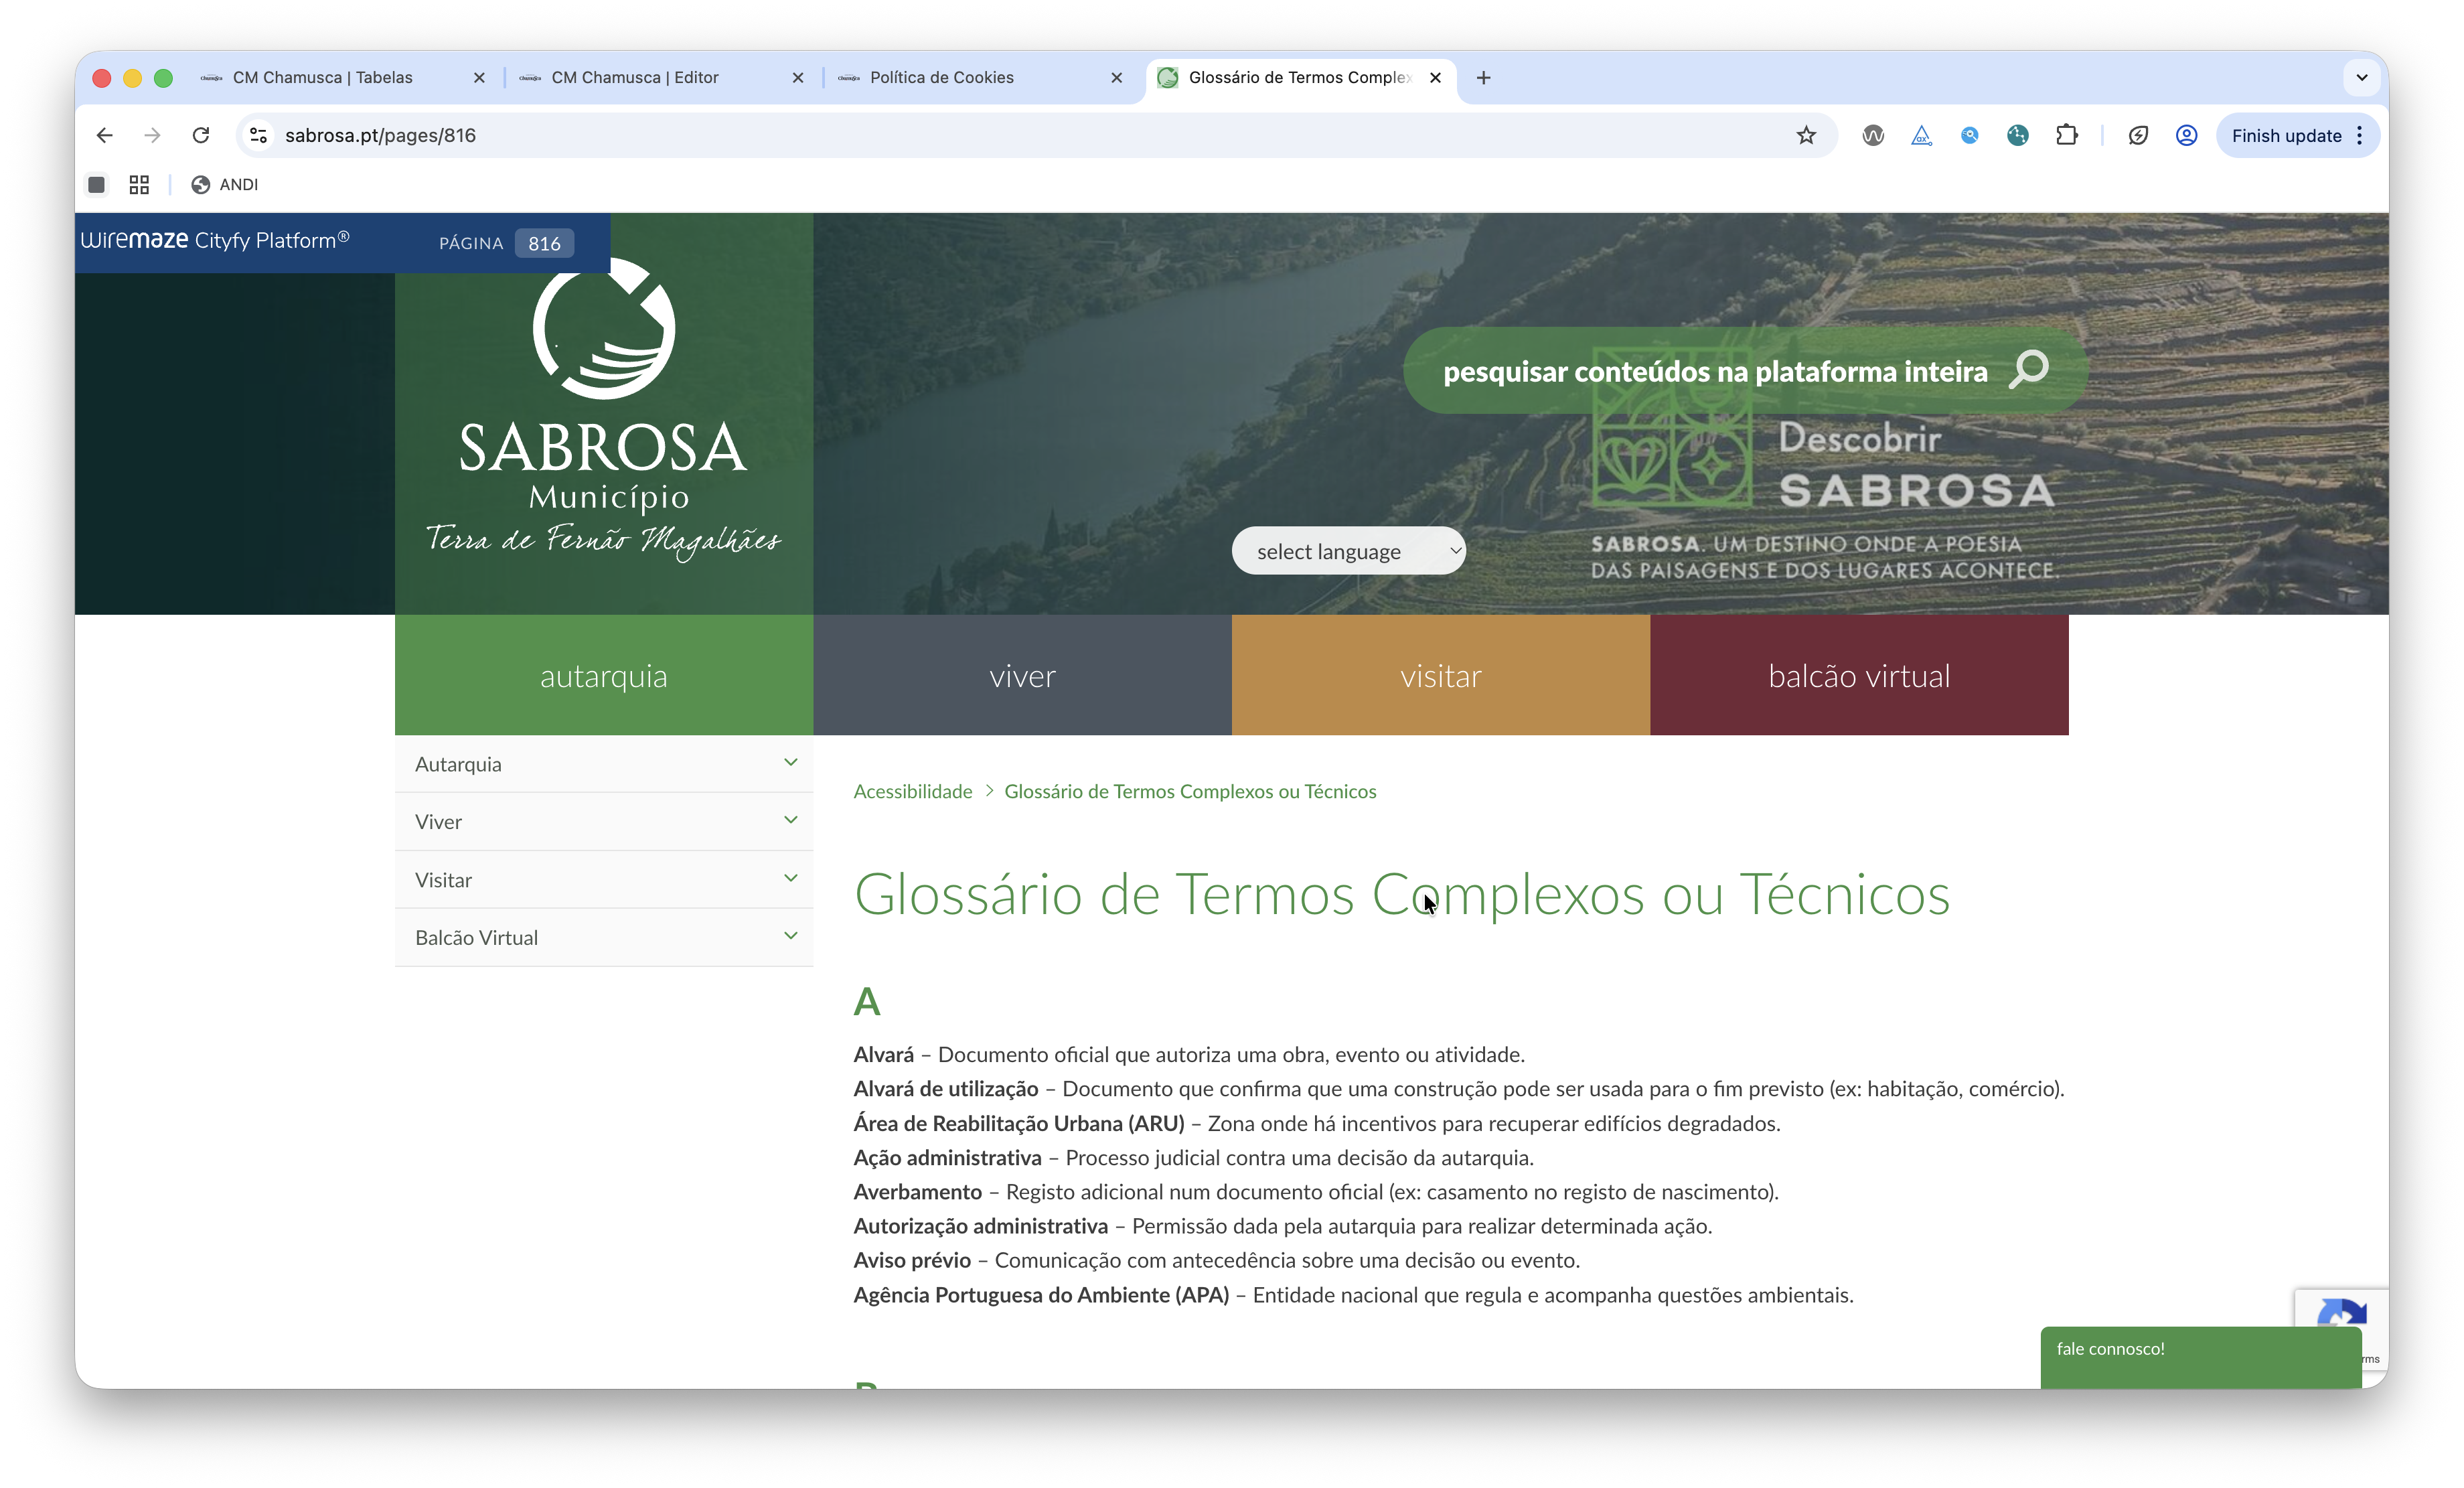 CM Chamusca | Tabelas
CM Chamusca | Editor
Política de Cookies
Glossário de Termos Complex
sabrosa.pt/pages/816
Finish update
ANDI
wiremaze Cityfy Platform®
PÁGINA 816
SABROSA
Município
Terra de Fernão Magalhães
pesquisar conteúdos na plataforma inteira
Descobrir
SABROSA
SABROSA. UM DESTINO ONDE A POESIA
DAS PAISAGENS E DOS LUGARES ACONTECE.
select language
autarquia
viver
visitar
balcão virtual
Autarquia
Viver
Visitar
Balcão Virtual
Acessibilidade > Glossário de Termos Complexos ou Técnicos
Glossário de Termos Complexos ou Técnicos
A
Alvará – Documento oficial que autoriza uma obra, evento ou atividade.
Alvará de utilização – Documento que confirma que uma construção pode ser usada para o fim previsto (ex: habitação, comércio).
Área de Reabilitação Urbana (ARU) – Zona onde há incentivos para recuperar edifícios degradados.
Ação administrativa – Processo judicial contra uma decisão da autarquia.
Averbamento – Registo adicional num documento oficial (ex: casamento no registo de nascimento).
Autorização administrativa – Permissão dada pela autarquia para realizar determinada ação.
Aviso prévio – Comunicação com antecedência sobre uma decisão ou evento.
Agência Portuguesa do Ambiente (APA) – Entidade nacional que regula e acompanha questões ambientais.
fale connosco!